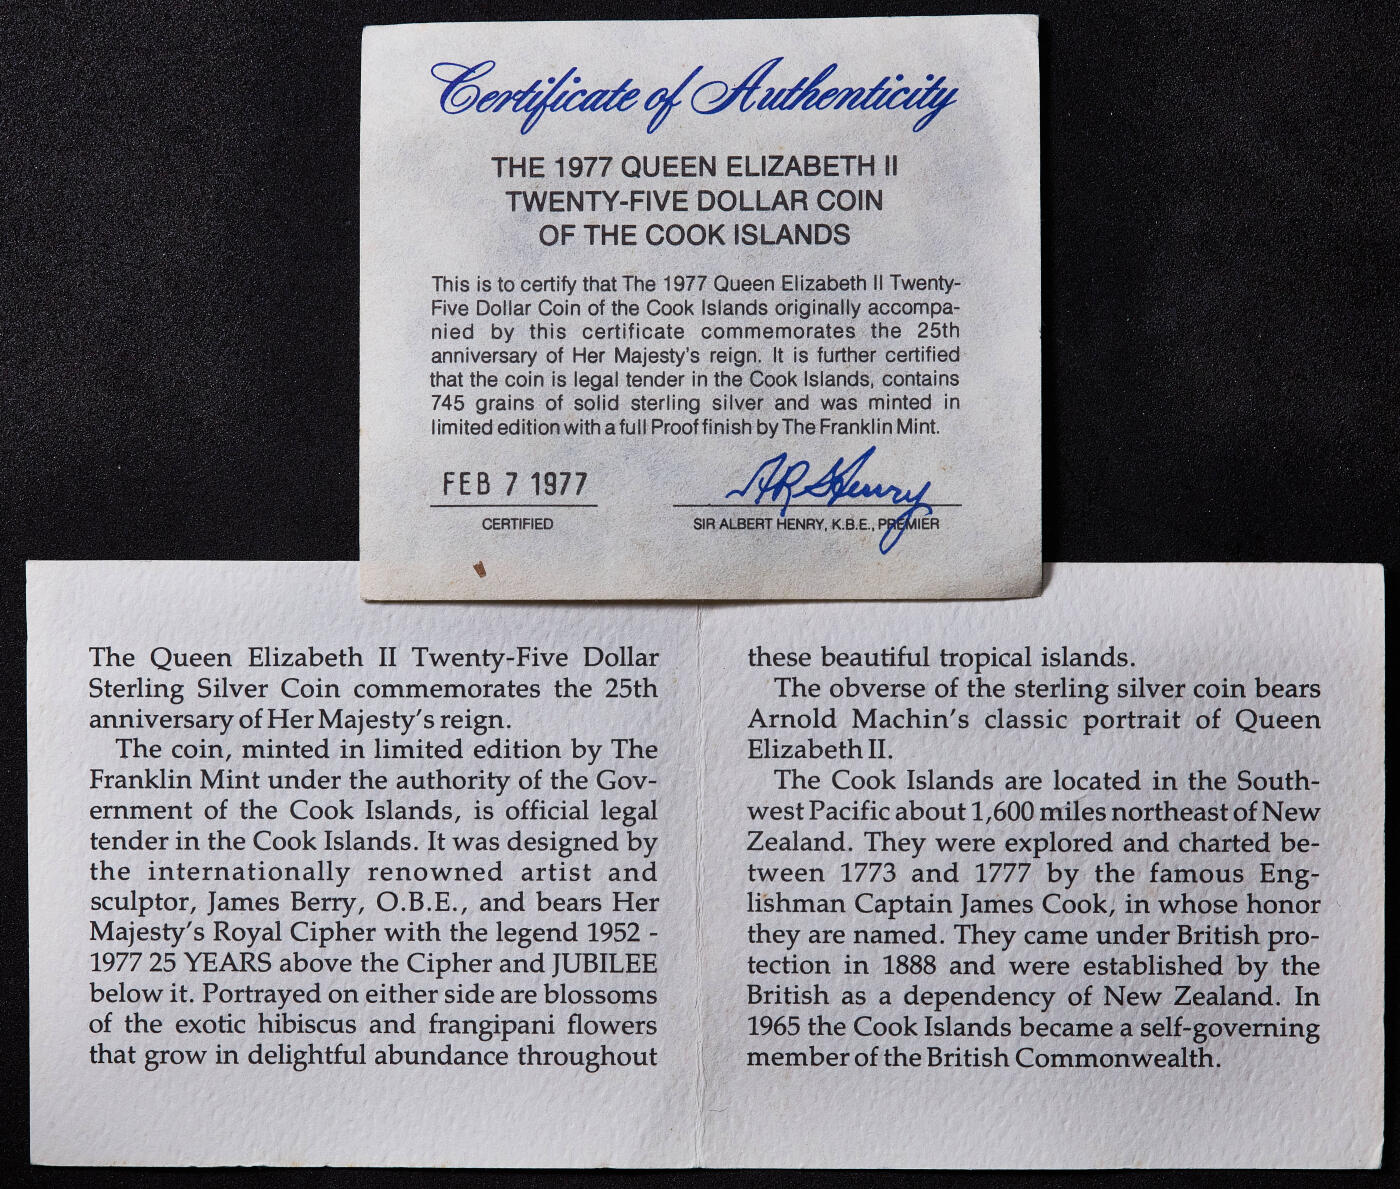 Certificate of Authenticity
THE 1977 QUEEN ELIZABETH II
TWENTY-FIVE DOLLAR COIN
OF THE COOK ISLANDS
This is to certify that The 1977 Queen Elizabeth II Twenty-
Five Dollar Coin of the Cook Islands originally accompa-
nied by this certificate commemorates the 25th
anniversary of Her Majesty's reign. It is further certified
that the coin is legal tender in the Cook Islands, contains
745 grains of solid sterling silver and was minted in
limited edition with a full Proof finish by The Franklin Mint.
FEB 7 1977
CERTIFIED
AR Henry
SIR ALBERT HENRY, K.B.E., PREMIER
The Queen Elizabeth II Twenty-Five Dollar
Sterling Silver Coin commemorates the 25th
anniversary of Her Majesty's reign.
The coin, minted in limited edition by The
Franklin Mint under the authority of the Gov-
ernment of the Cook Islands, is official legal
tender in the Cook Islands. It was designed by
the internationally renowned artist and
sculptor, James Berry, O.B.E., and bears Her
Majesty's Royal Cipher with the legend 1952 -
1977 25 YEARS above the Cipher and JUBILEE
below it. Portrayed on either side are blossoms
of the exotic hibiscus and frangipani flowers
that grow in delightful abundance throughout
these beautiful tropical islands.
The obverse of the sterling silver coin bears
Arnold Machin's classic portrait of Queen
Elizabeth II.
The Cook Islands are located in the South-
west Pacific about 1,600 miles northeast of New
Zealand. They were explored and charted be-
tween 1773 and 1777 by the famous Eng-
lishman Captain James Cook, in whose honor
they are named. They came under British pro-
tection in 1888 and were established by the
British as a dependency of New Zealand. In
1965 the Cook Islands became a self-governing
member of the British Commonwealth.